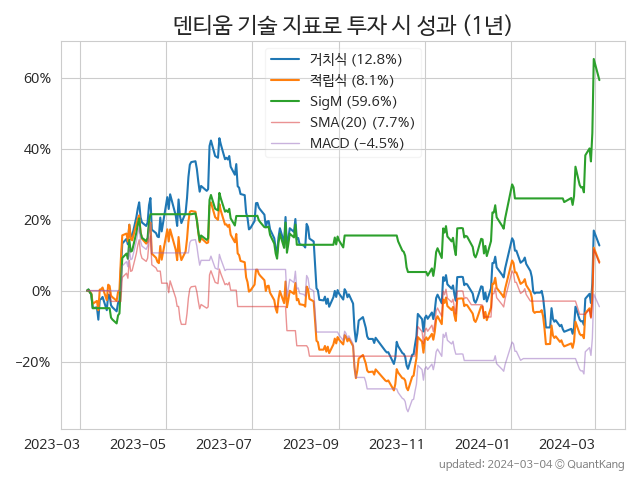 덴티움 기술 지표로 투자 시 성과 (1년)
거치식 (12.8%)
적립식 (8.1%)
SigM (59.6%)
SMA(20) (7.7%)
MACD (−4.5%)
60%
40%
20%
0%
−20%
2023-03 2023-05 2023-07 2023-09 2023-11 2024-01 2024-03
updated: 2024-03-04 © QuantKang